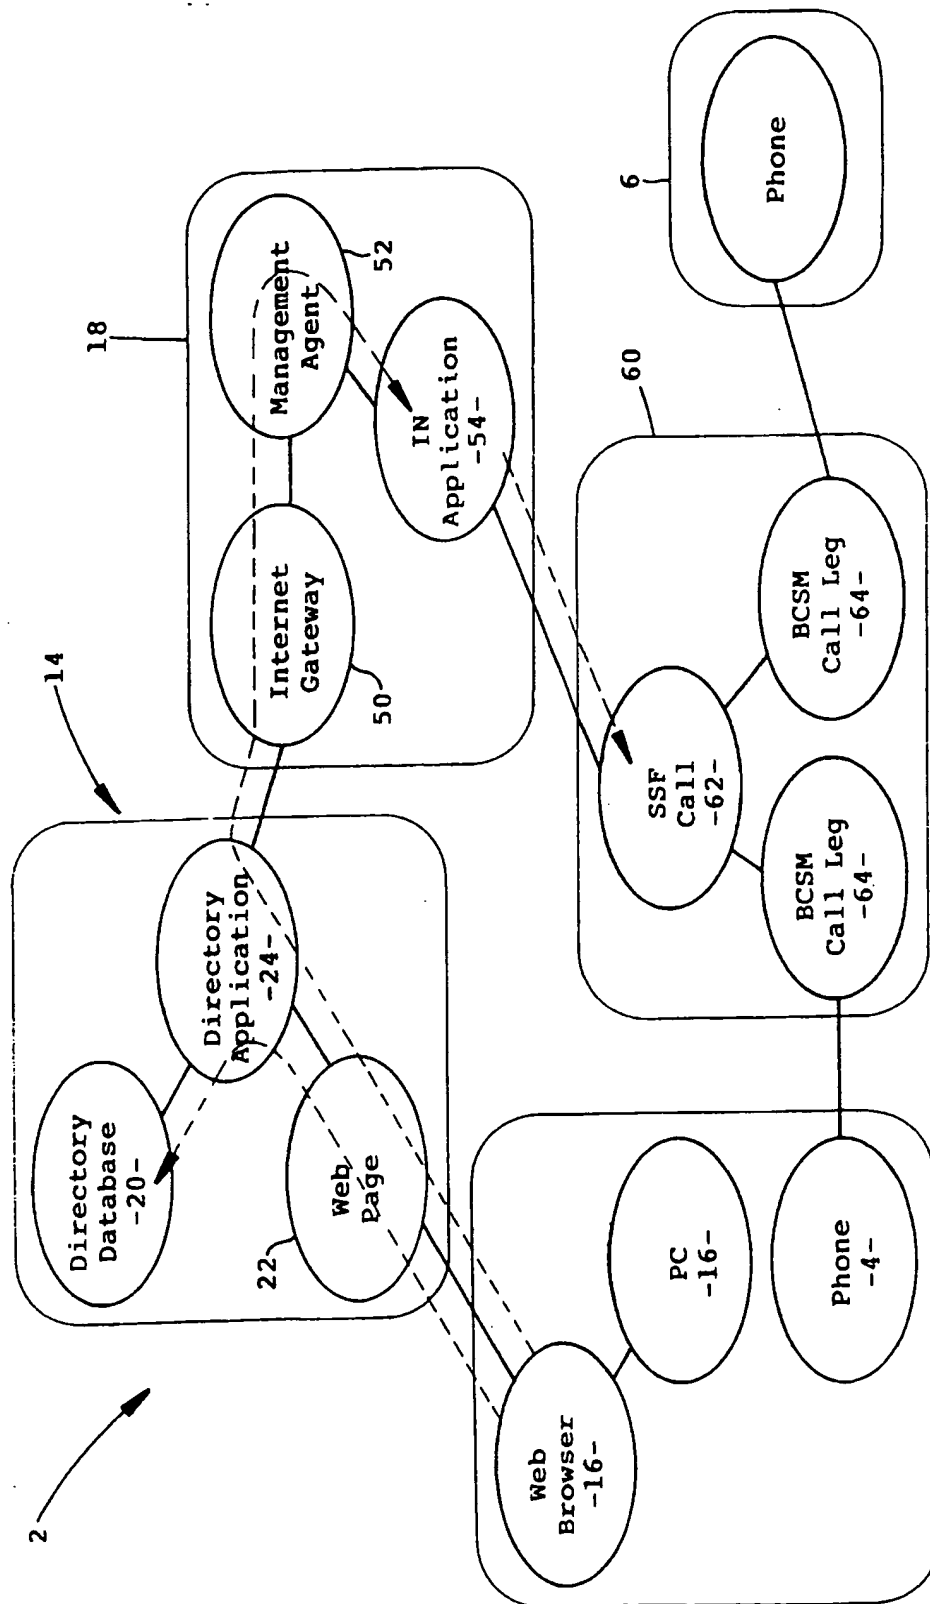 2
14
Directory
Database
-20-
Directory
Application
-24-
22
Web
Page
18
Internet
Gateway
50
Management
Agent
52
IN
Application
-54-
Web
Browser
-16-
PC
-16-
Phone
-4-
60
SSF
Call
-62-
BCSM
Call Leg
-64-
BCSM
Call Leg
-64-
6
Phone